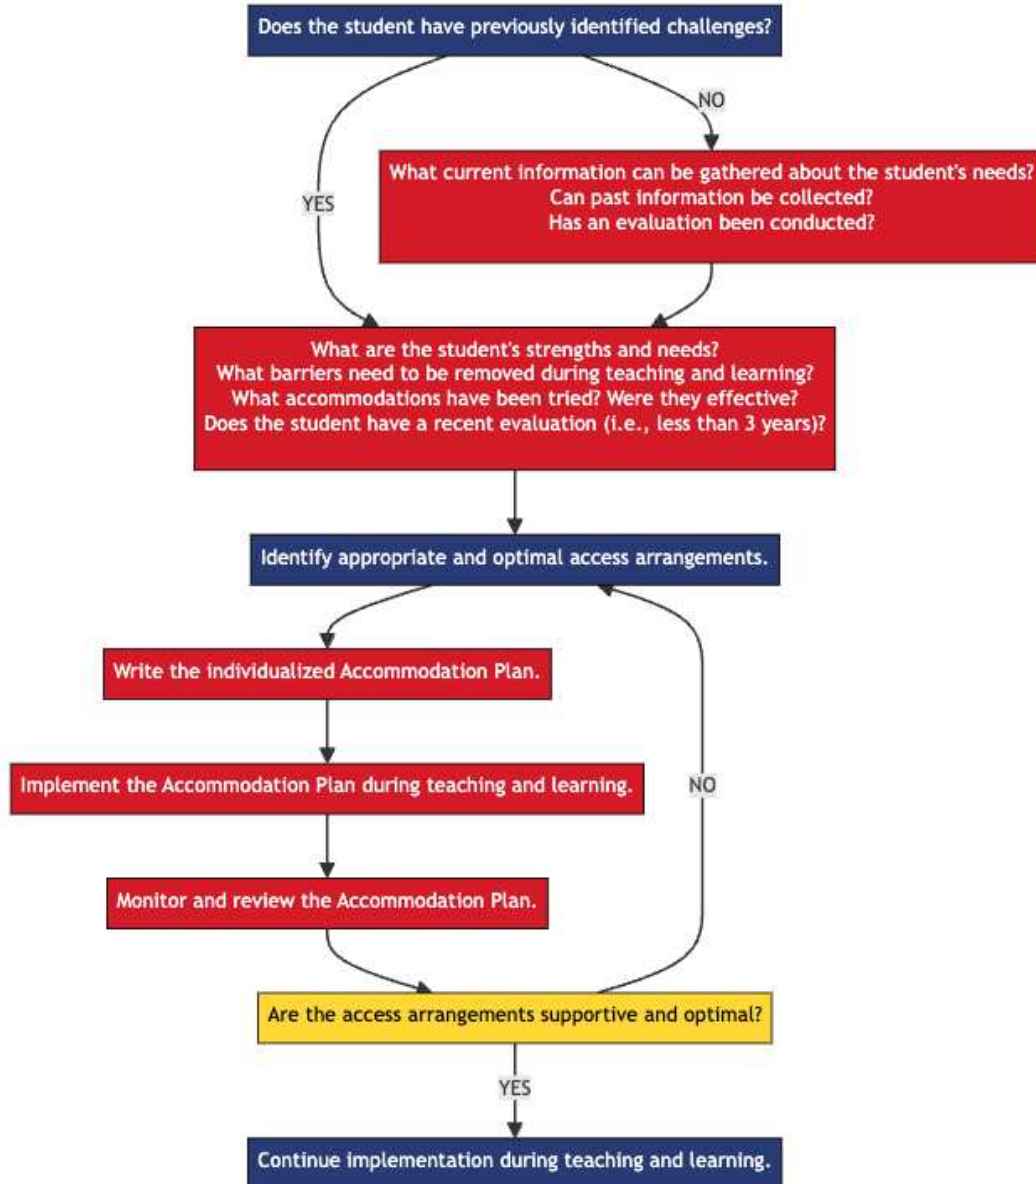 Does the student have previously identified challenges?
NO
What current information can be gathered about the student's needs?
Can past information be collected?
Has an evaluation been conducted?
YES
What are the student's strengths and needs?
What barriers need to be removed during teaching and learning?
What accommodations have been tried? Were they effective?
Does the student have a recent evaluation (i.e., less than 3 years)?
Identify appropriate and optimal access arrangements.
Write the individualized Accommodation Plan.
Implement the Accommodation Plan during teaching and learning.
NO
Monitor and review the Accommodation Plan.
Are the access arrangements supportive and optimal?
YES
Continue implementation during teaching and learning.